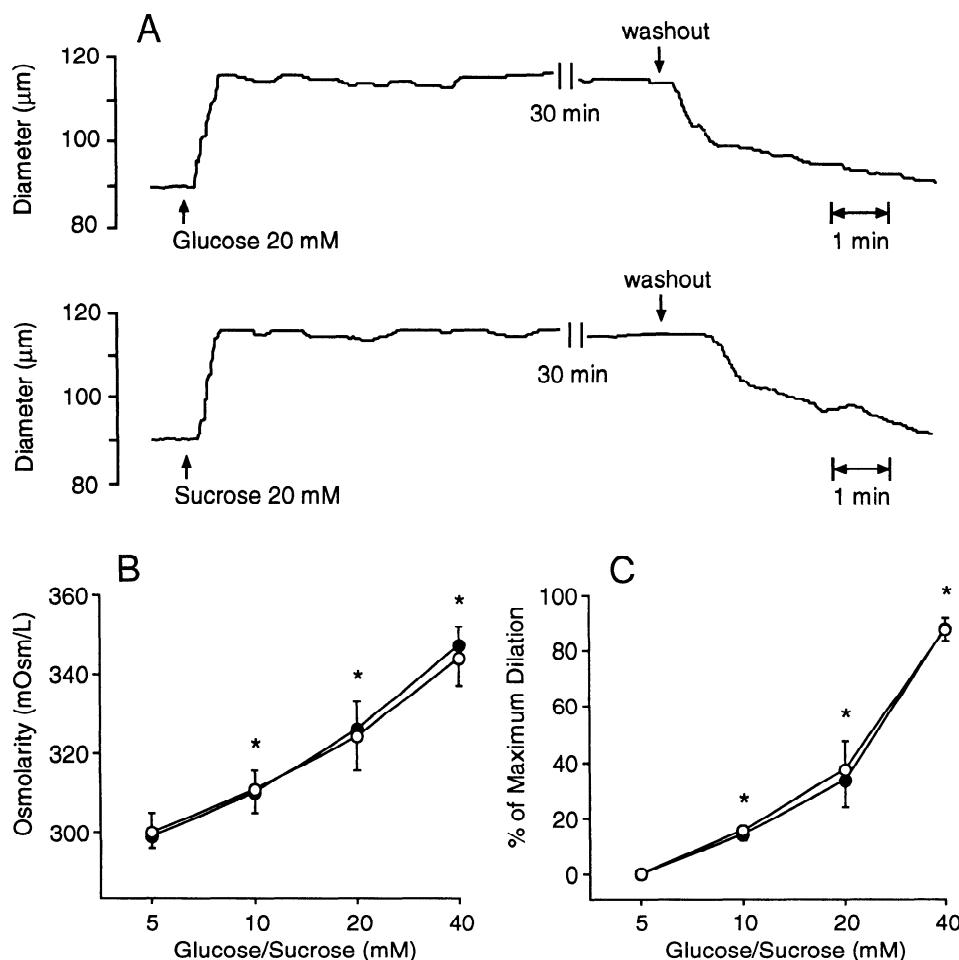 A
washout
120
100
80
Diameter (μm)
30 min
Glucose 20 mM
1 min
washout
120
100
80
Diameter (μm)
30 min
Sucrose 20 mM
1 min
B
360
340
320
300
Osmolarity (mOsm/L)
*
*
*
5 10 20 40
Glucose/Sucrose (mM)
C
100
80
60
40
20
0
% of Maximum Dilation
*
*
*
5 10 20 40
Glucose/Sucrose (mM)